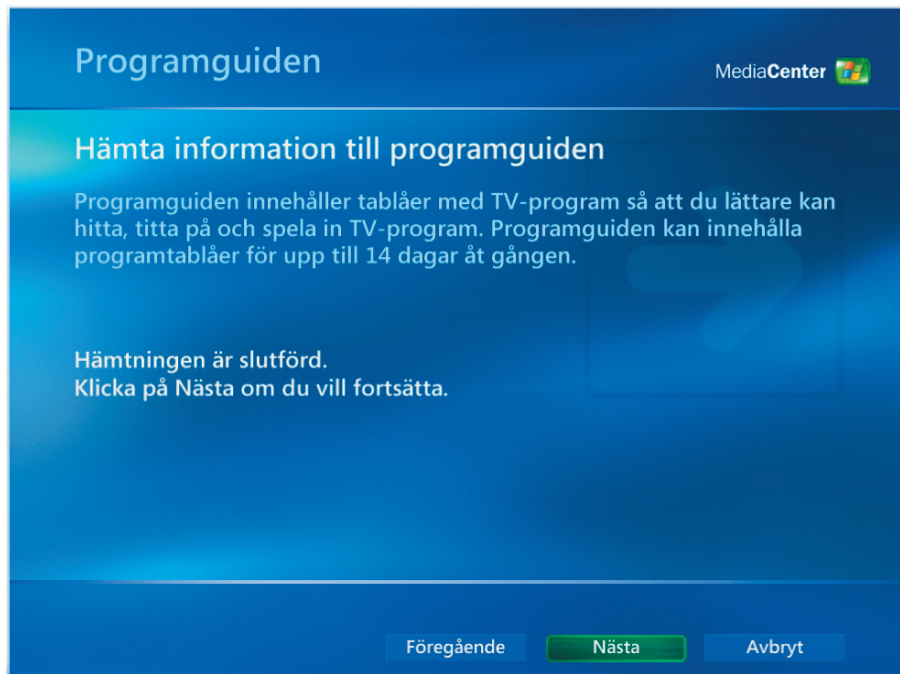 Programguiden
MediaCenter
Hämta information till programguiden
Programguiden innehåller tablåer med TV-program så att du lättare kan
hitta, titta på och spela in TV-program. Programguiden kan innehålla
programtablåer för upp till 14 dagar åt gången.
Hämtningen är slutförd.
Klicka på Nästa om du vill fortsätta.
Föregående
Nästa
Avbryt